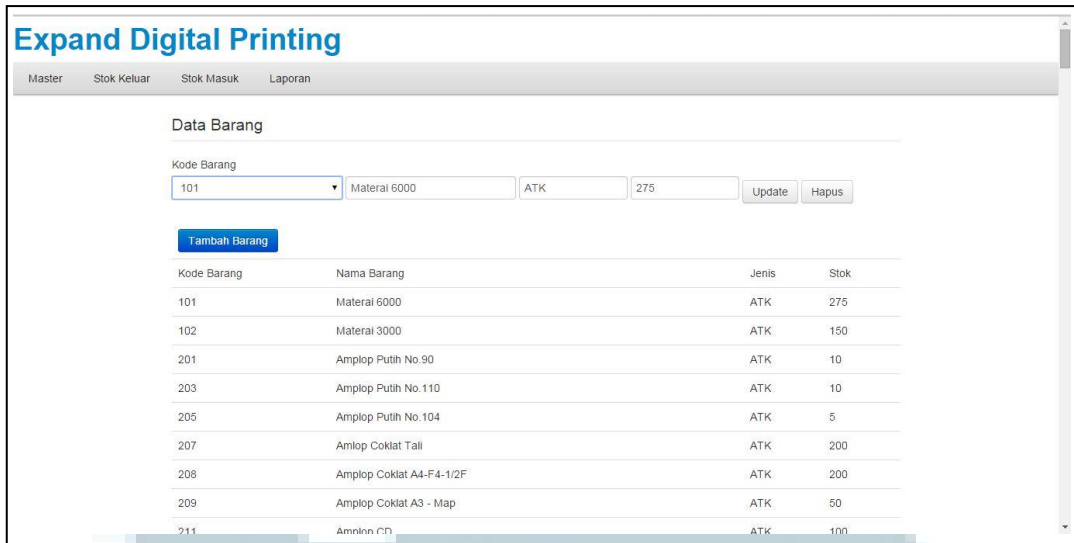 Expand Digital Printing
Master Stok Keluar Stok Masuk Laporan
Data Barang
Kode Barang
101 Materai 6000 ATK 275 Update Hapus
Tambah Barang
Kode Barang Nama Barang Jenis Stok
101 Materai 6000 ATK 275
102 Materai 3000 ATK 150
201 Amplop Putih No.90 ATK 10
203 Amplop Putih No.110 ATK 10
205 Amplop Putih No.104 ATK 5
207 Amlop Coklat Tali ATK 200
208 Amplop Coklat A4-F4-1/2F ATK 200
209 Amplop Coklat A3 - Map ATK 50
211 Amplop CD ATK 100